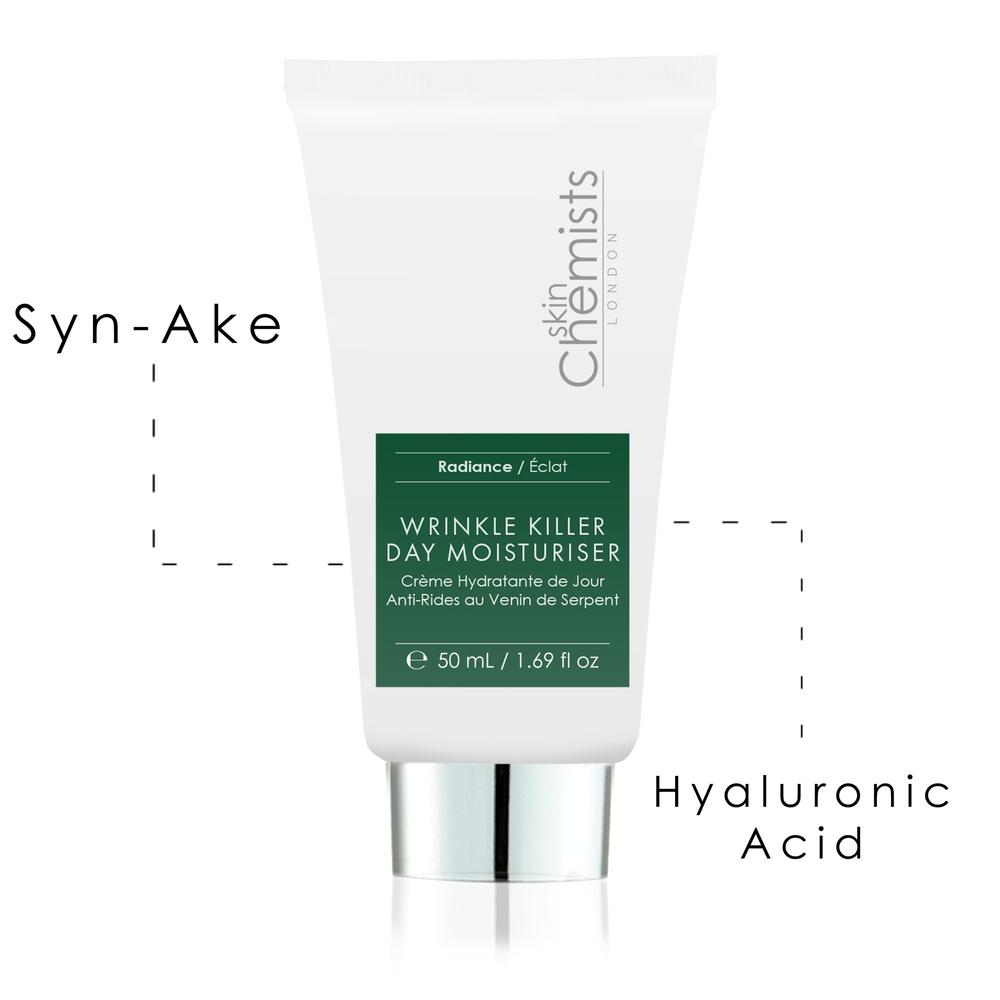 skin
Chemists
LONDON
Syn-Ake
Radiance / Éclat
WRINKLE KILLER
DAY MOISTURISER
Crème Hydratante de Jour
Anti-Rides au Venin de Serpent
℮ 50 mL / 1.69 fl oz
Hyaluronic
Acid